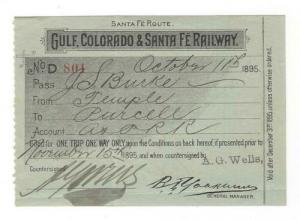 SANTA FÉ ROUTE.
GULF, COLORADO & SANTA FÉ RAILWAY.
No D 804 October 11th 1895.
Pass J. S. Burke
From Temple
To Purcell
Account
Good for ONE TRIP ONE WAY ONLY upon the Conditions on back hereof, if presented prior to
November 15th 1895 and when countersigned by A. G. Wells,
Countersigned
GENERAL MANAGER.
Void after December 31st 1895, unless otherwise ordered.